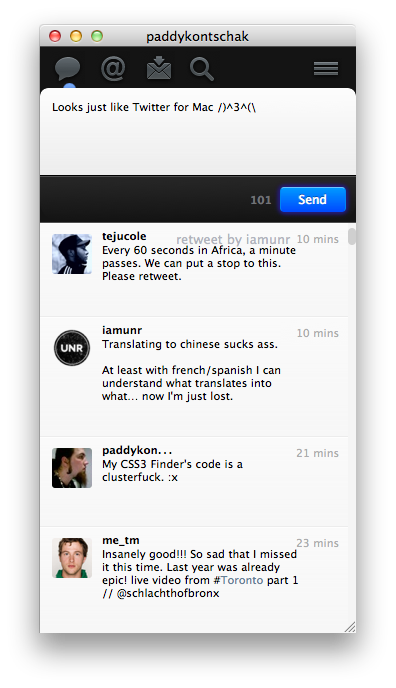 paddykontschak
Looks just like Twitter for Mac /)^3^(\
101
Send
tejucole retweet by iamunr 10 mins
Every 60 seconds in Africa, a minute
passes. We can put a stop to this.
Please retweet.
UNR
iamunr 10 mins
Translating to chinese sucks ass.
At least with french/spanish I can
understand what translates into
what... now I'm just lost.
paddykon... 21 mins
My CSS3 Finder's code is a
clusterfuck. :x
me_tm 23 mins
Insanely good!!! So sad that I missed
it this time. Last year was already
epic! live video from #Toronto part 1
// @schlachthofbronx